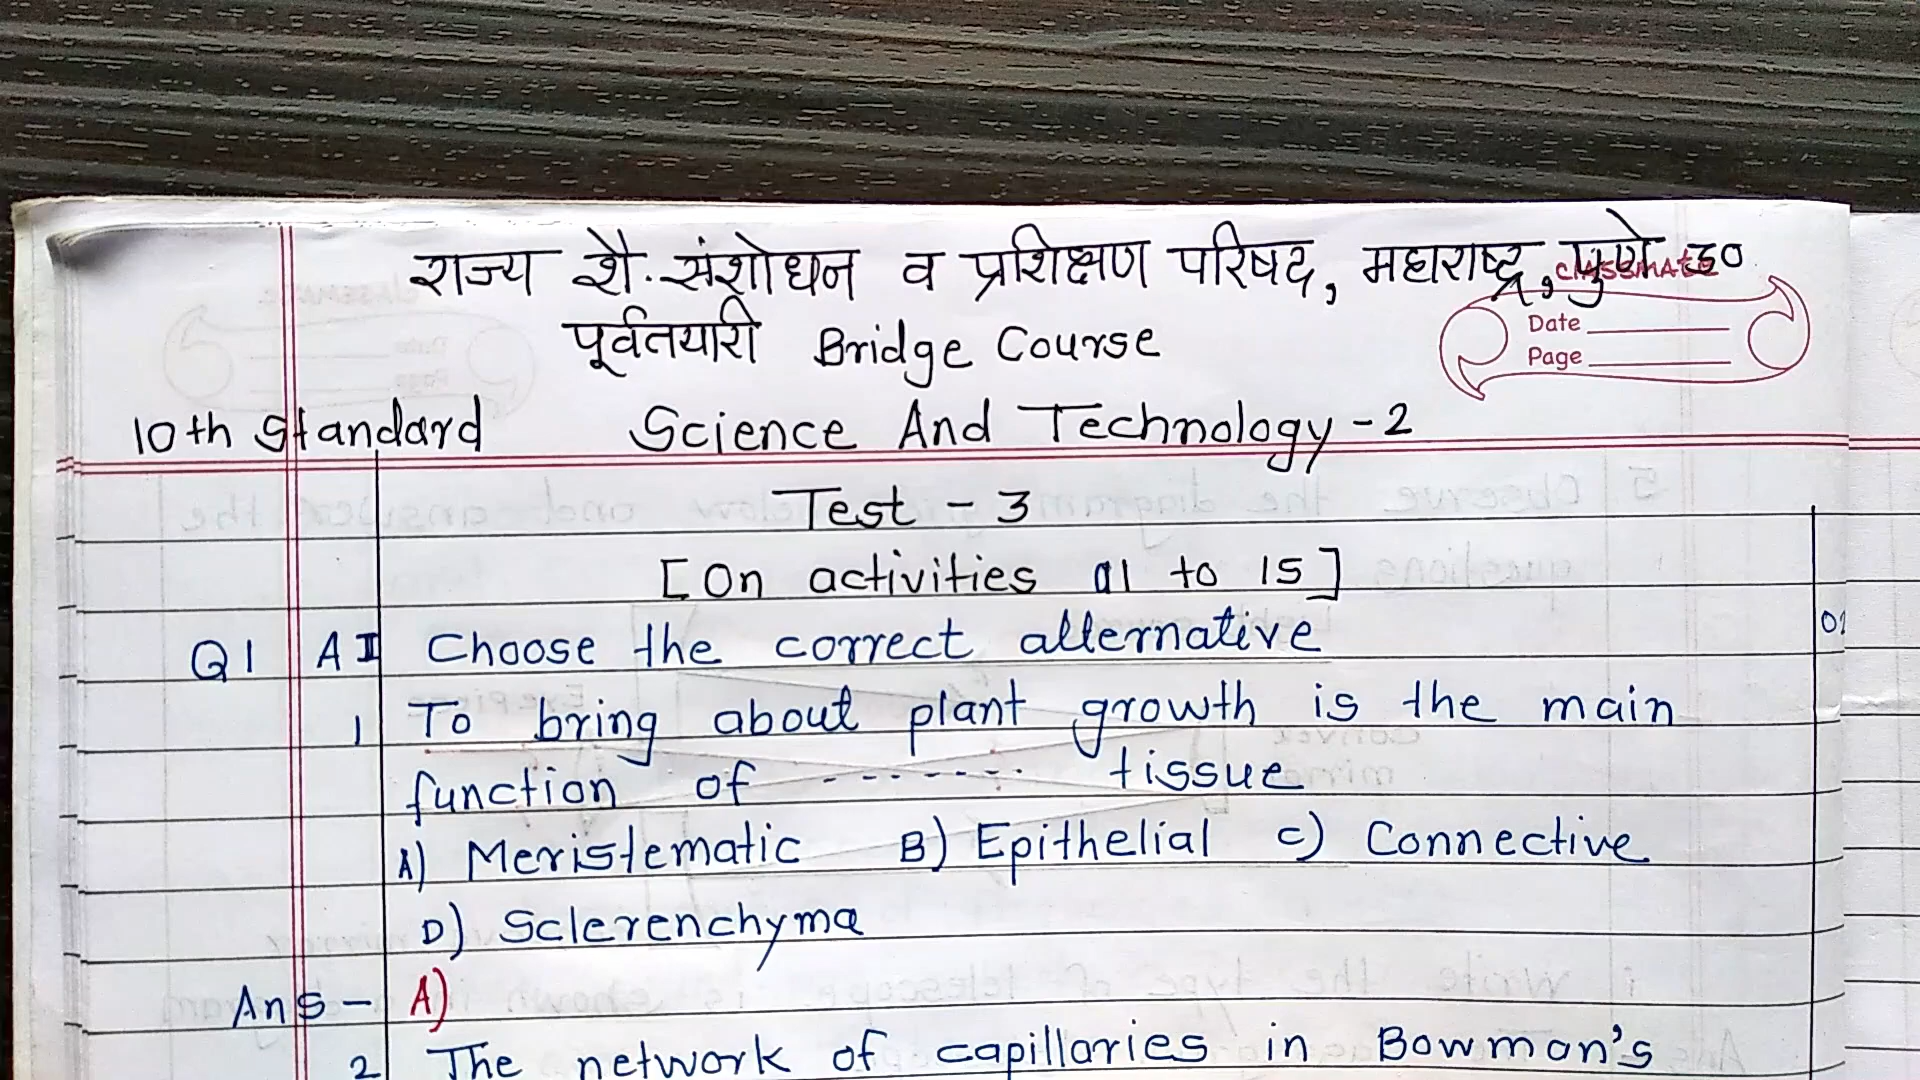 राज्य शै. संशोधन व प्रशिक्षण परिषद, महाराष्ट्र, पुणे ३०
classmate
पूर्वतयारी Bridge Course
Date
Page
10th Standard Science And Technology-2
Test - 3
[On activities 01 to 15]
Q1 A I Choose the correct alternative
1 To bring about plant growth is the main
function of ------- tissue
A) Meristematic B) Epithelial C) Connective
D) Sclerenchyma
Ans - A)
2 The network of capillaries in Bowman's